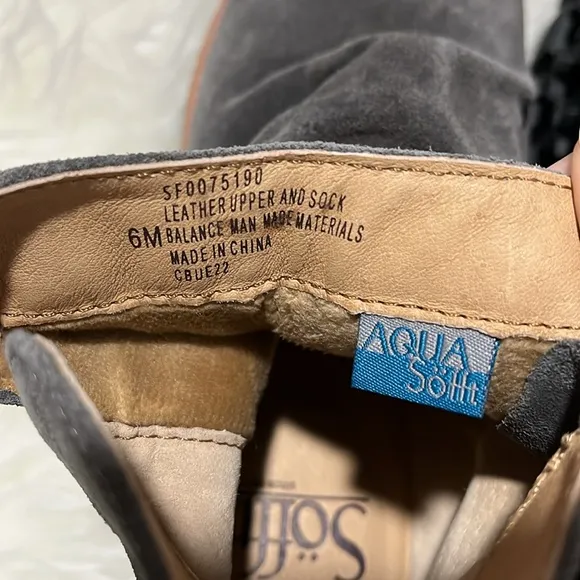 SF0075190
LEATHER UPPER AND SOCK
6M BALANCE MAN MADE MATERIALS
MADE IN CHINA
CBUE22
AQUA
Söfft
Söfft